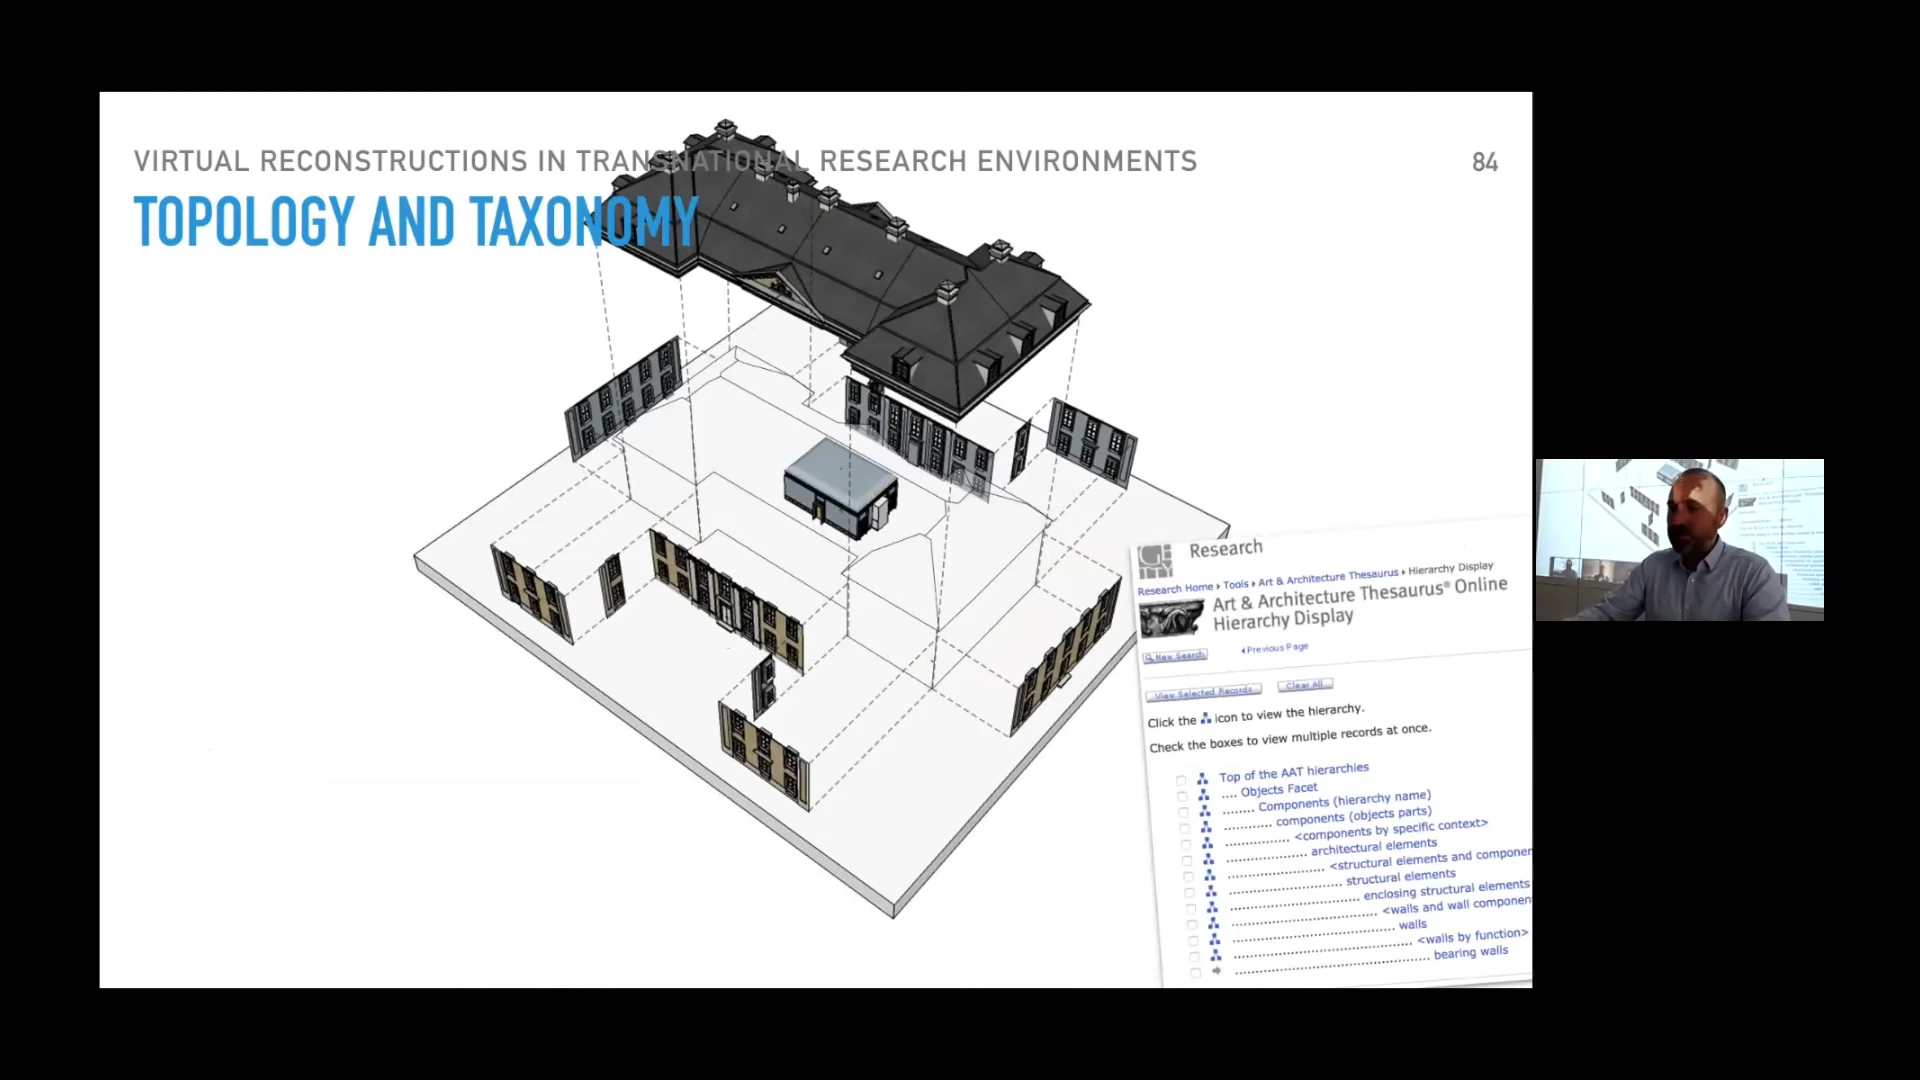 VIRTUAL RECONSTRUCTIONS IN TRANSNATIONAL RESEARCH ENVIRONMENTS
84
TOPOLOGY AND TAXONOMY
Research
Research Home Tools Art & Architecture Thesaurus Hierarchy Display
Art & Architecture Thesaurus® Online
Hierarchy Display
New Search
Previous Page
View Selected Records
Clear All
Click the icon to view the hierarchy.
Check the boxes to view multiple records at once.
Top of the AAT hierarchies
.... Objects Facet
........ Components (hierarchy name)
............ components (objects parts)
................ <components by specific context>
.................... architectural elements
........................ <structural elements and componen
............................ structural elements
................................ enclosing structural elements
.................................... <walls and wall componen
........................................ walls
............................................ <walls by function>
................................................ bearing walls